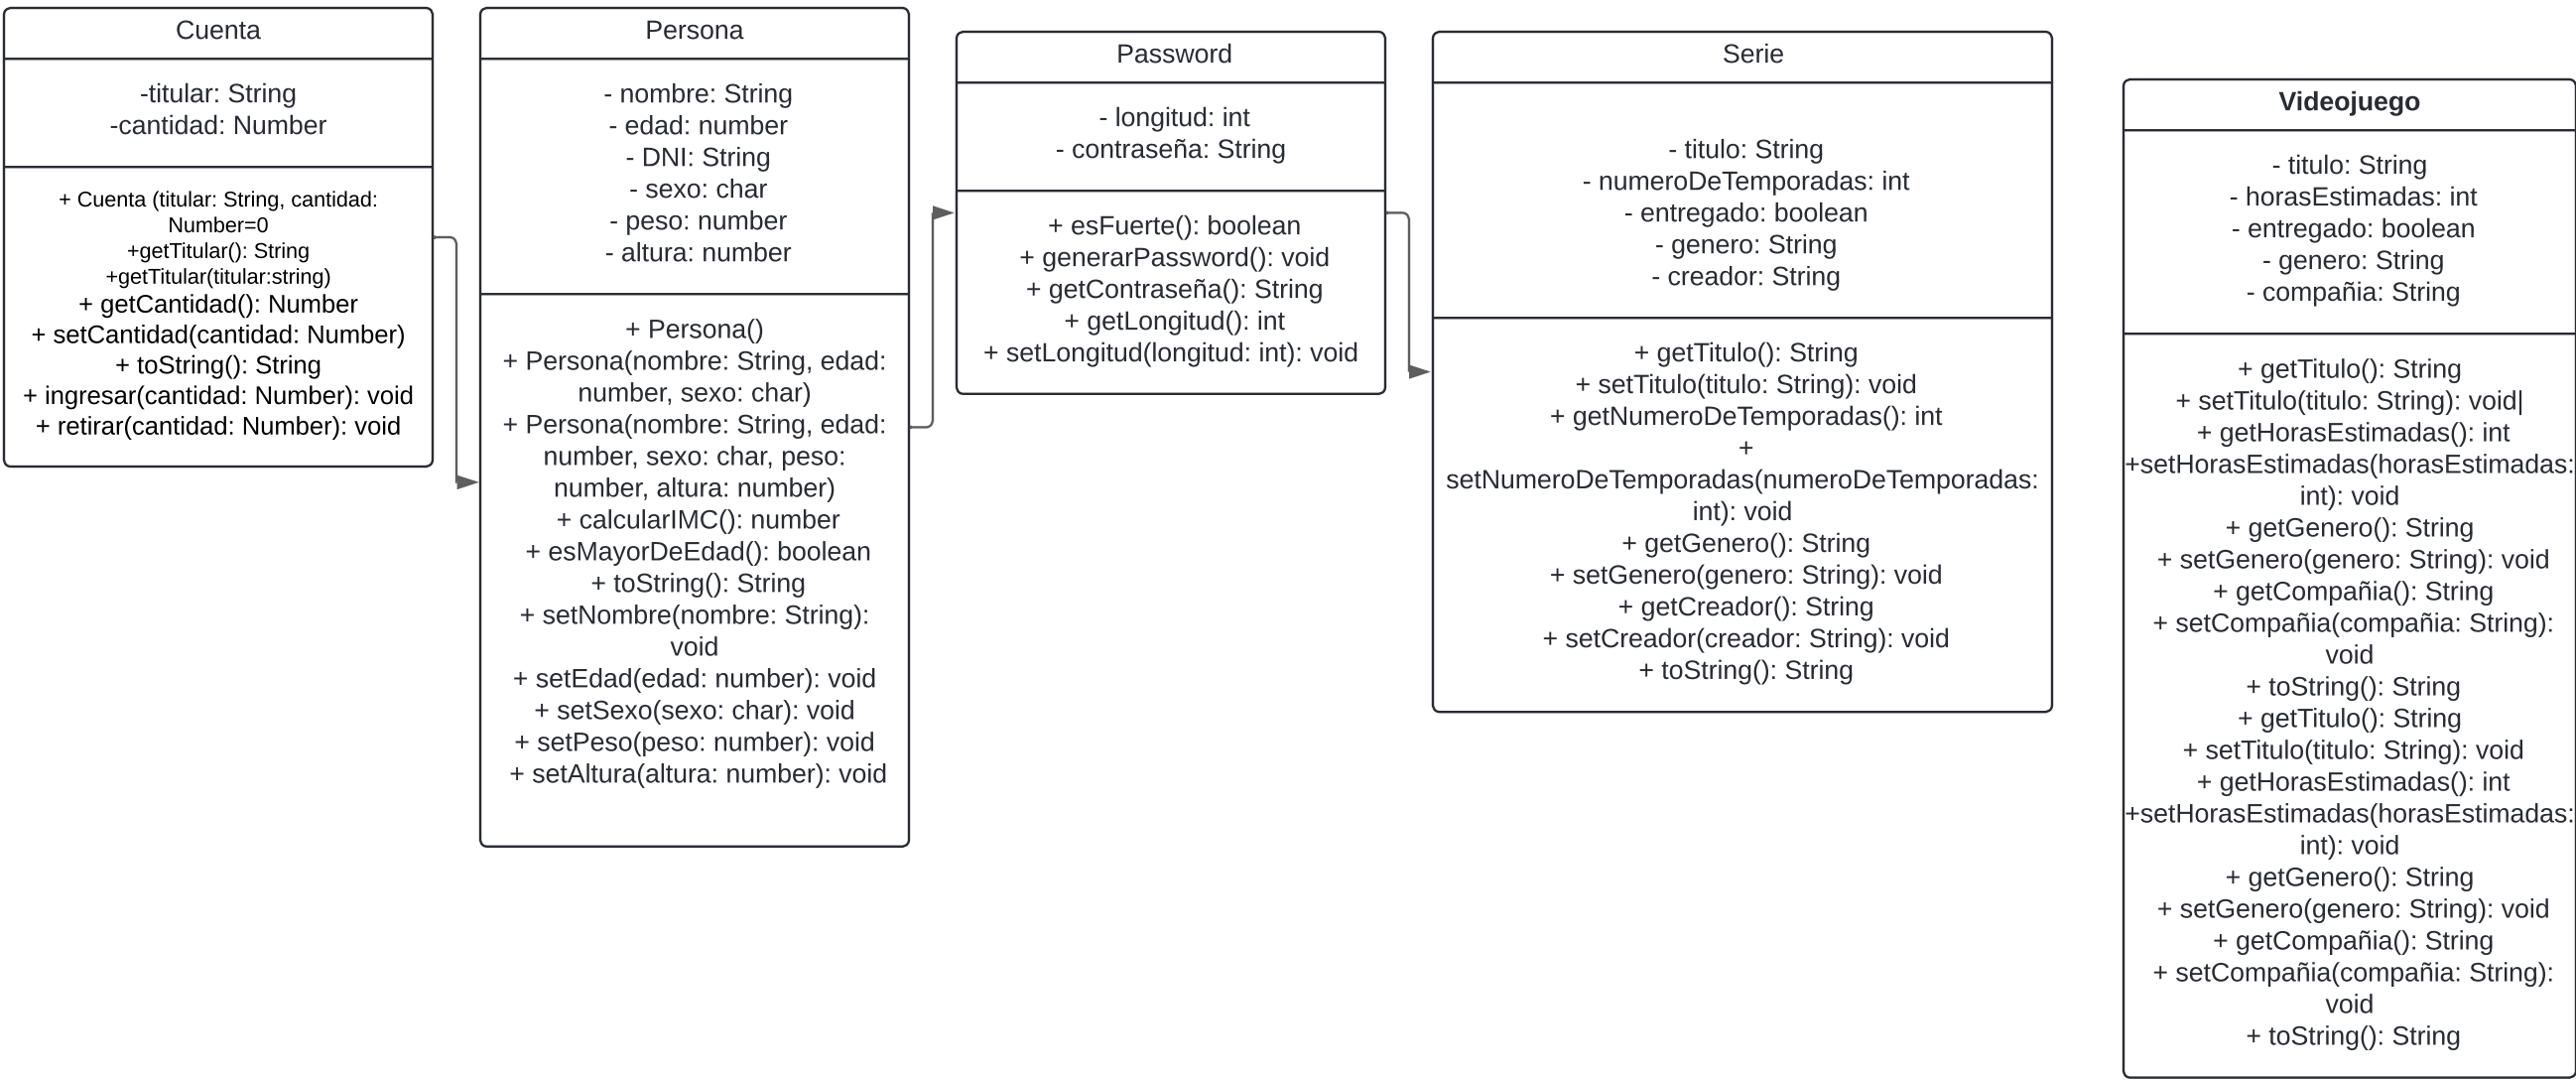 Cuenta
-titular: String
-cantidad: Number
+ Cuenta (titular: String, cantidad:
Number=0
+getTitular(): String
+getTitular(titular:string)
+ getCantidad(): Number
+ setCantidad(cantidad: Number)
+ toString(): String
+ ingresar(cantidad: Number): void
+ retirar(cantidad: Number): void
Persona
- nombre: String
- edad: number
- DNI: String
- sexo: char
- peso: number
- altura: number
+ Persona()
+ Persona(nombre: String, edad:
number, sexo: char)
+ Persona(nombre: String, edad:
number, sexo: char, peso:
number, altura: number)
+ calcularIMC(): number
+ esMayorDeEdad(): boolean
+ toString(): String
+ setNombre(nombre: String):
void
+ setEdad(edad: number): void
+ setSexo(sexo: char): void
+ setPeso(peso: number): void
+ setAltura(altura: number): void
Password
- longitud: int
- contraseña: String
+ esFuerte(): boolean
+ generarPassword(): void
+ getContraseña(): String
+ getLongitud(): int
+ setLongitud(longitud: int): void
Serie
- titulo: String
- numeroDeTemporadas: int
- entregado: boolean
- genero: String
- creador: String
+ getTitulo(): String
+ setTitulo(titulo: String): void
+ getNumeroDeTemporadas(): int
+
setNumeroDeTemporadas(numeroDeTemporadas:
int): void
+ getGenero(): String
+ setGenero(genero: String): void
+ getCreador(): String
+ setCreador(creador: String): void
+ toString(): String
Videojuego
- titulo: String
- horasEstimadas: int
- entregado: boolean
- genero: String
- compañia: String
+ getTitulo(): String
+ setTitulo(titulo: String): void|
+ getHorasEstimadas(): int
+setHorasEstimadas(horasEstimadas:
int): void
+ getGenero(): String
+ setGenero(genero: String): void
+ getCompañia(): String
+ setCompañia(compañia: String):
void
+ toString(): String
+ getTitulo(): String
+ setTitulo(titulo: String): void
+ getHorasEstimadas(): int
+setHorasEstimadas(horasEstimadas:
int): void
+ getGenero(): String
+ setGenero(genero: String): void
+ getCompañia(): String
+ setCompañia(compañia: String):
void
+ toString(): String